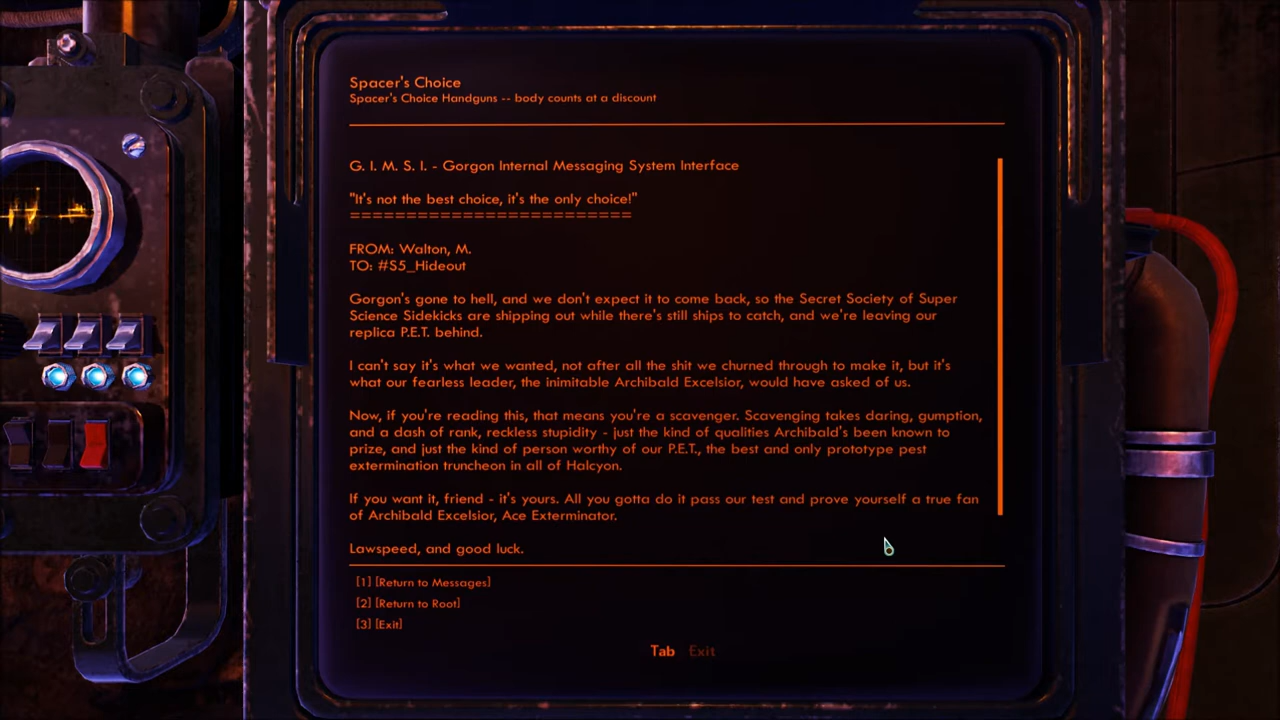 Spacer's Choice
Spacer's Choice Handguns -- body counts at a discount
G. I. M. S. I. - Gorgon Internal Messaging System Interface
"It's not the best choice, it's the only choice!"
=========================
FROM: Walton, M.
TO: #S5_Hideout
Gorgon's gone to hell, and we don't expect it to come back, so the Secret Society of Super
Science Sidekicks are shipping out while there's still ships to catch, and we're leaving our
replica P.E.T. behind.
I can't say it's what we wanted, not after all the shit we churned through to make it, but it's
what our fearless leader, the inimitable Archibald Excelsior, would have asked of us.
Now, if you're reading this, that means you're a scavenger. Scavenging takes daring, gumption,
and a dash of rank, reckless stupidity - just the kind of qualities Archibald's been known to
prize, and just the kind of person worthy of our P.E.T., the best and only prototype pest
extermination truncheon in all of Halcyon.
If you want it, friend - it's yours. All you gotta do it pass our test and prove yourself a true fan
of Archibald Excelsior, Ace Exterminator.
Lawspeed, and good luck.
[1] [Return to Messages]
[2] [Return to Root]
[3] [Exit]
Tab Exit